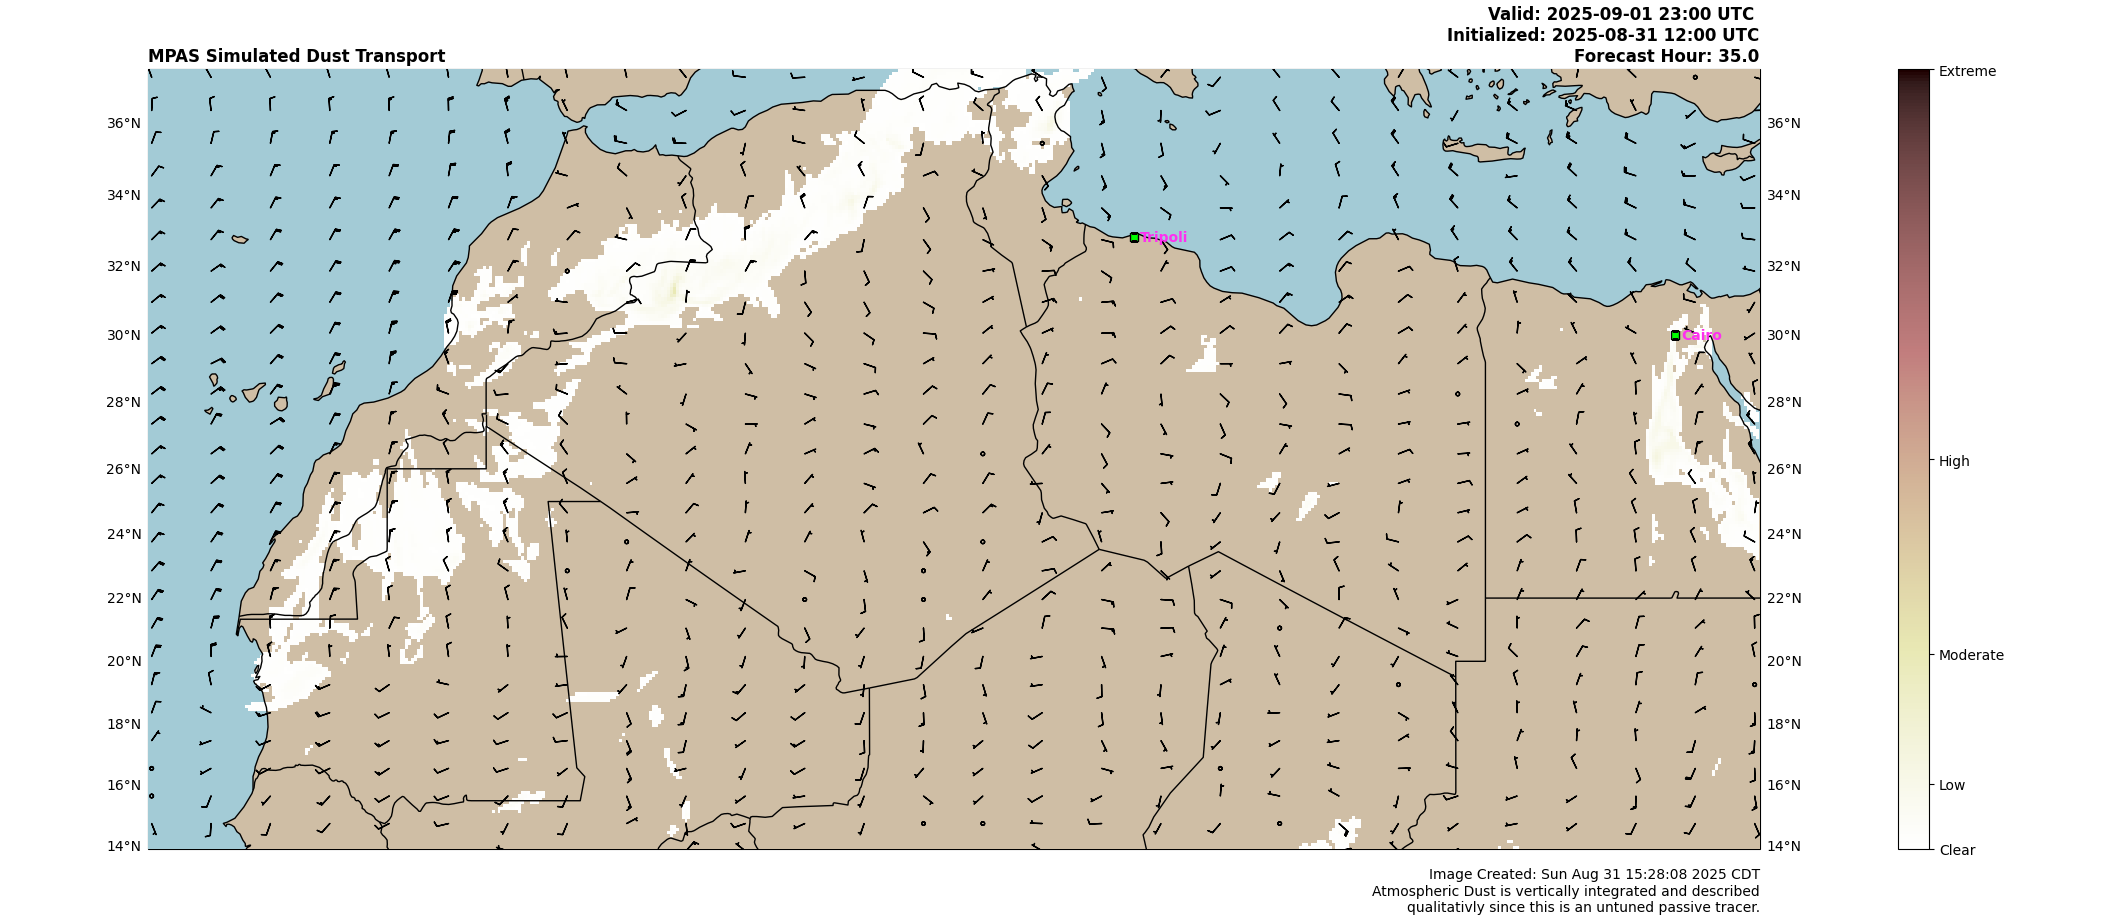 Valid: 2025-09-01 23:00 UTC
Initialized: 2025-08-31 12:00 UTC
MPAS Simulated Dust Transport
Forecast Hour: 35.0
Extreme
36°N
36°N
34°N
34°N
Tripoli
32°N
32°N
30°N
Cairo
30°N
28°N
28°N
26°N
26°N
High
24°N
24°N
22°N
22°N
20°N
20°N
Moderate
18°N
18°N
16°N
16°N
Low
14°N
14°N
Clear
Image Created: Sun Aug 31 15:28:08 2025 CDT
Atmospheric Dust is vertically integrated and described
qualitativly since this is an untuned passive tracer.